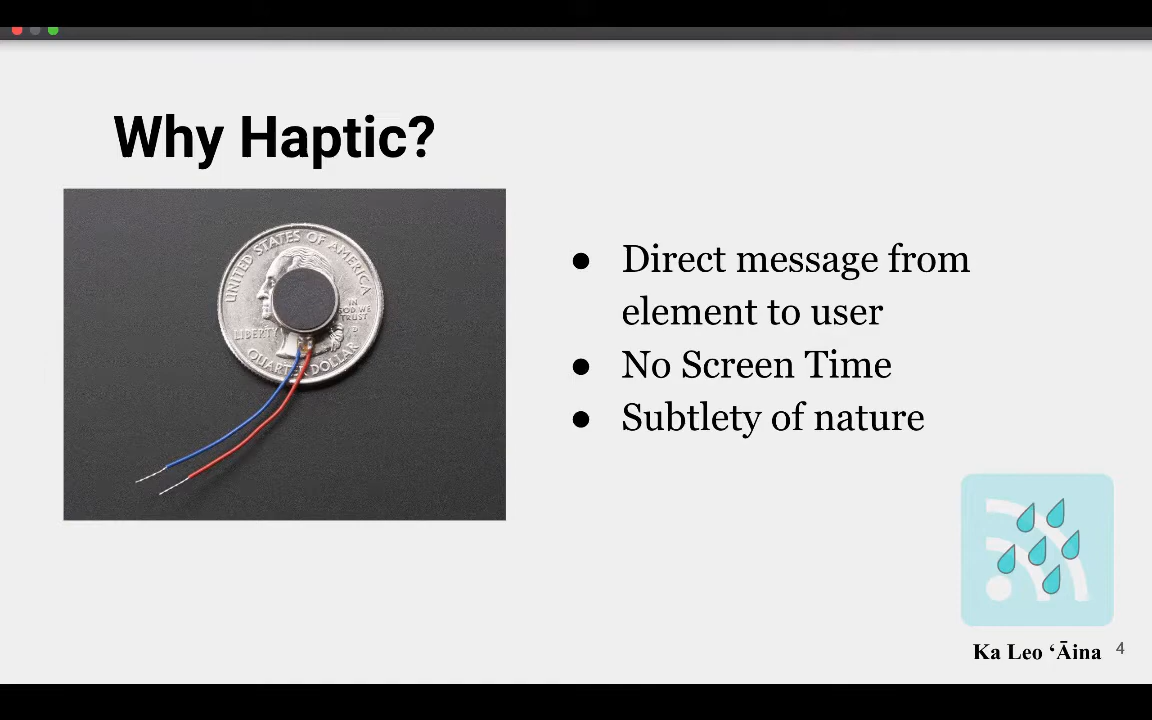 Why Haptic?
UNITED STATES OF AMERICA
LIBERTY
IN
GOD WE
TRUST
D
QUARTER DOLLAR
● Direct message from
element to user
● No Screen Time
● Subtlety of nature
Ka Leo ʻĀina
4